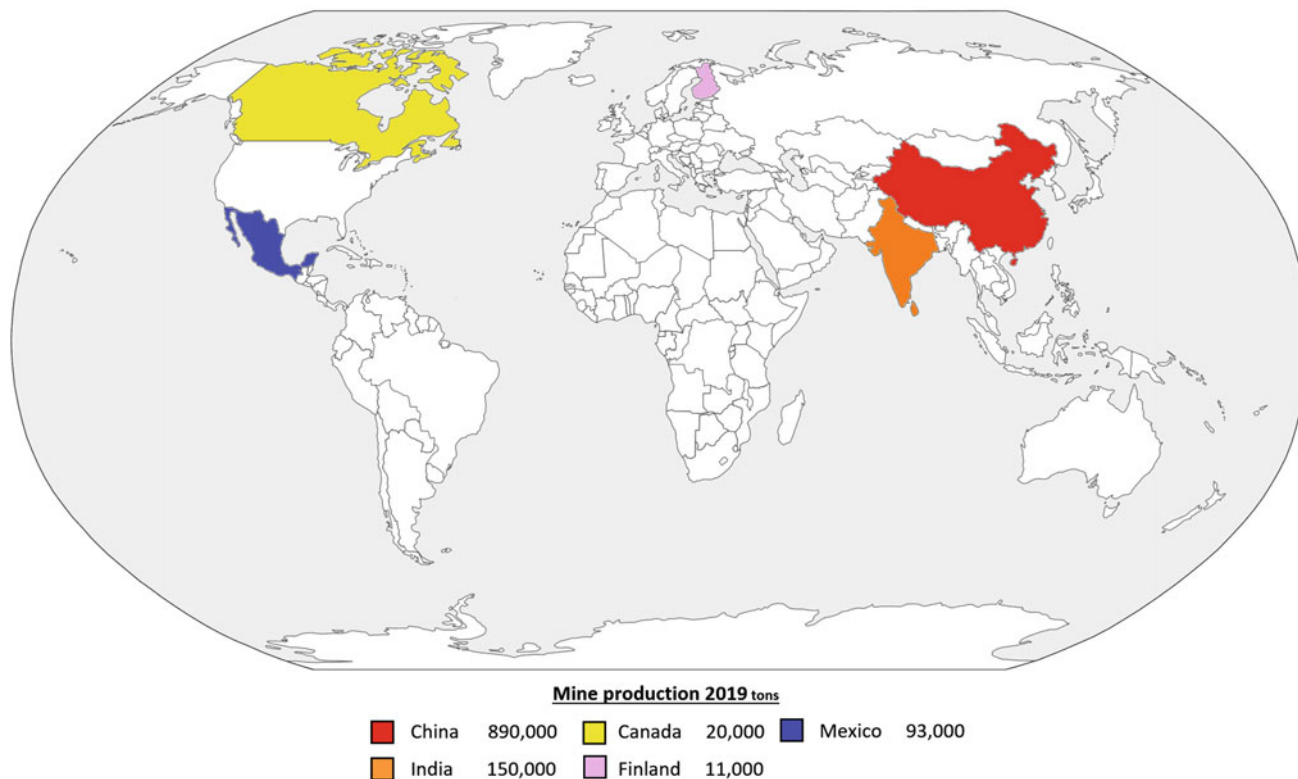 Mine production 2019 tons
China 890,000 Canada 20,000 Mexico 93,000
India 150,000 Finland 11,000